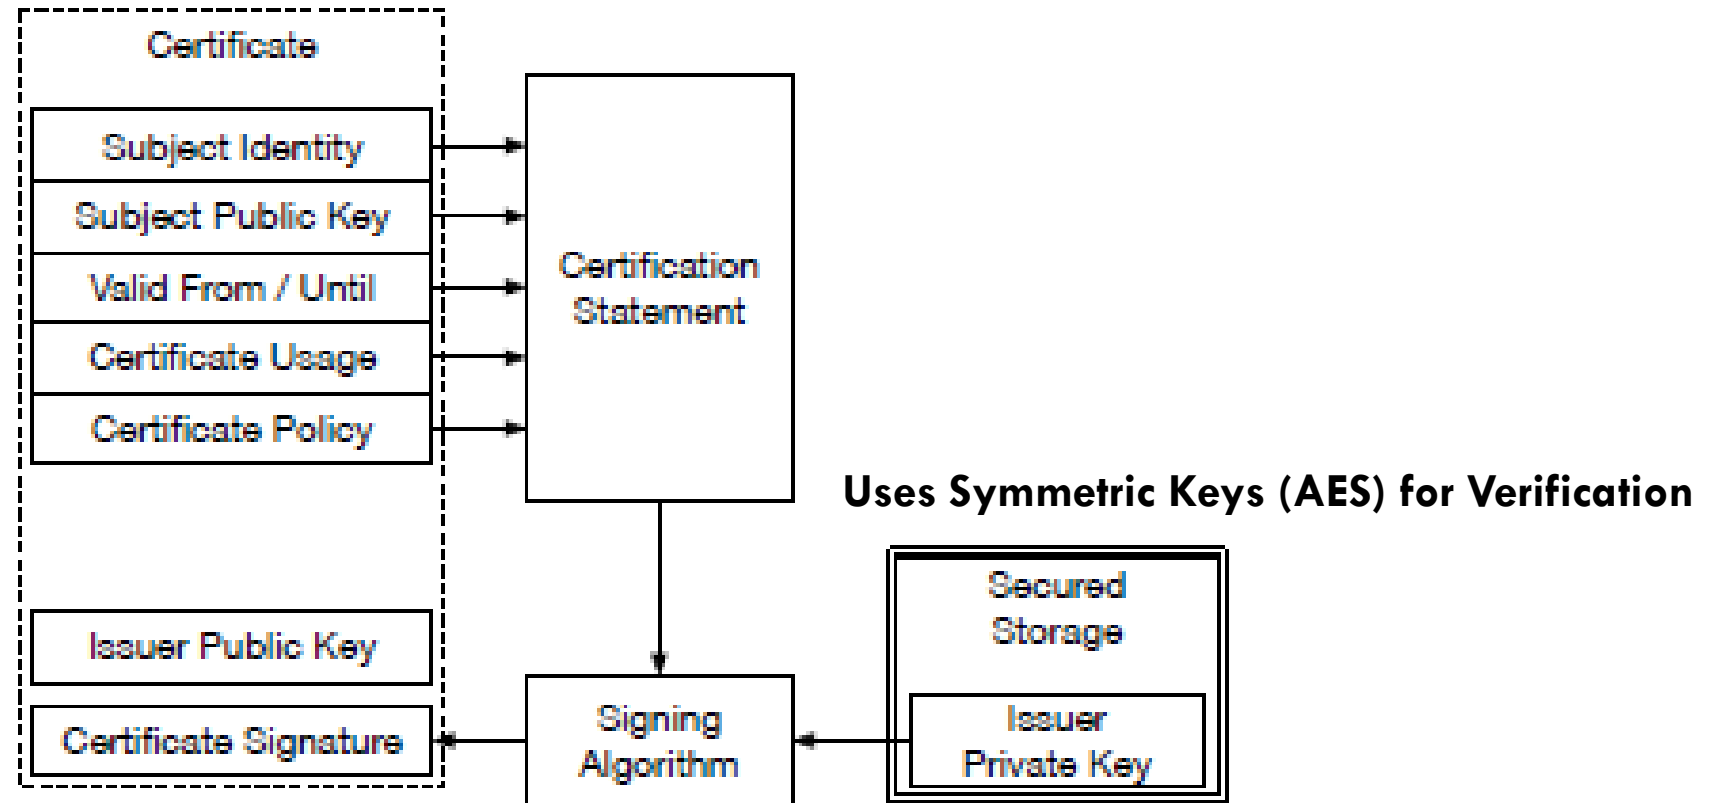 Certificate
Subject Identity
Subject Public Key
Valid From / Until
Certificate Usage
Certificate Policy
Issuer Public Key
Certificate Signature
Certification
Statement
Signing
Algorithm
Uses Symmetric Keys (AES) for Verification
Secured
Storage
Issuer
Private Key